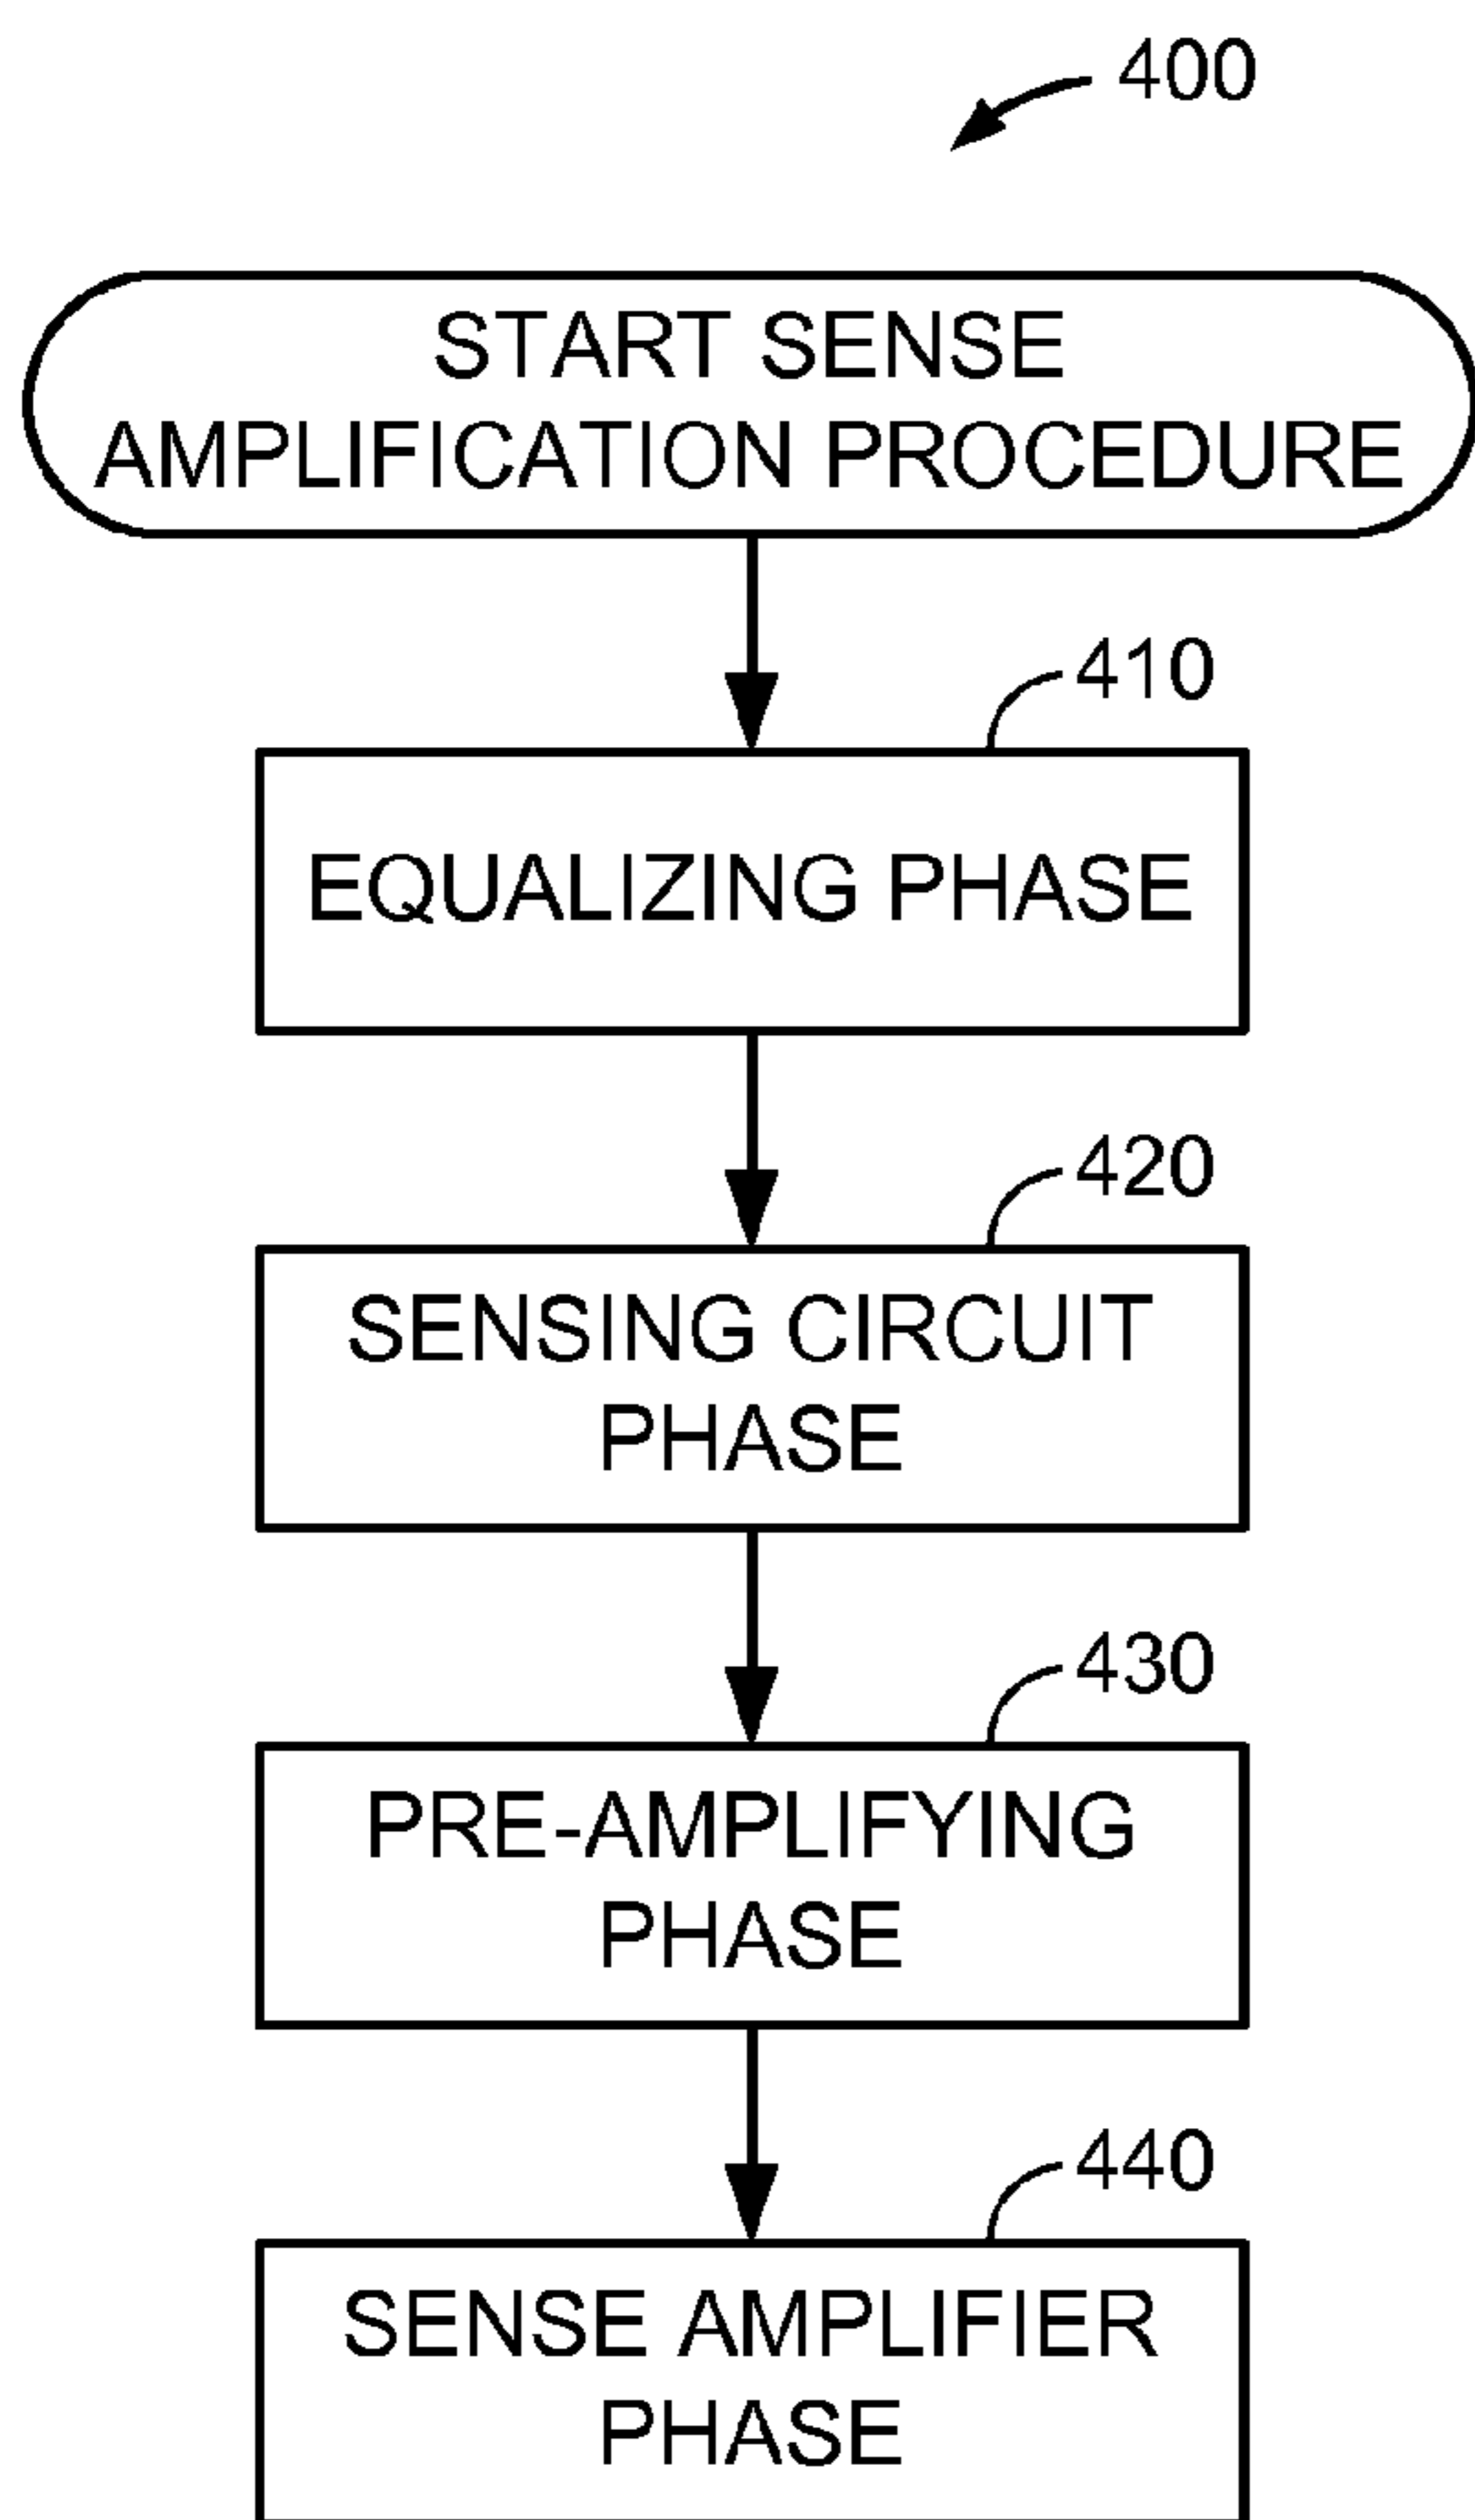 400
START SENSE
AMPLIFICATION PROCEDURE
410
EQUALIZING PHASE
420
SENSING CIRCUIT
PHASE
430
PRE-AMPLIFYING
PHASE
440
SENSE AMPLIFIER
PHASE